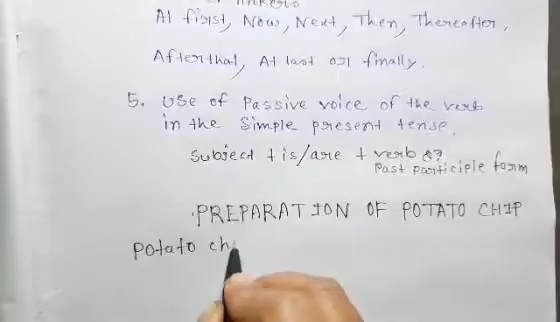 At first, Now, Next, Then, Thereafter,
After that, At last or finally.
5. Use of Passive voice of the verb
in the Simple present tense.
Subject + is/are + verb
Past participle form
PREPARATION OF POTATO CHIP
Potato ch